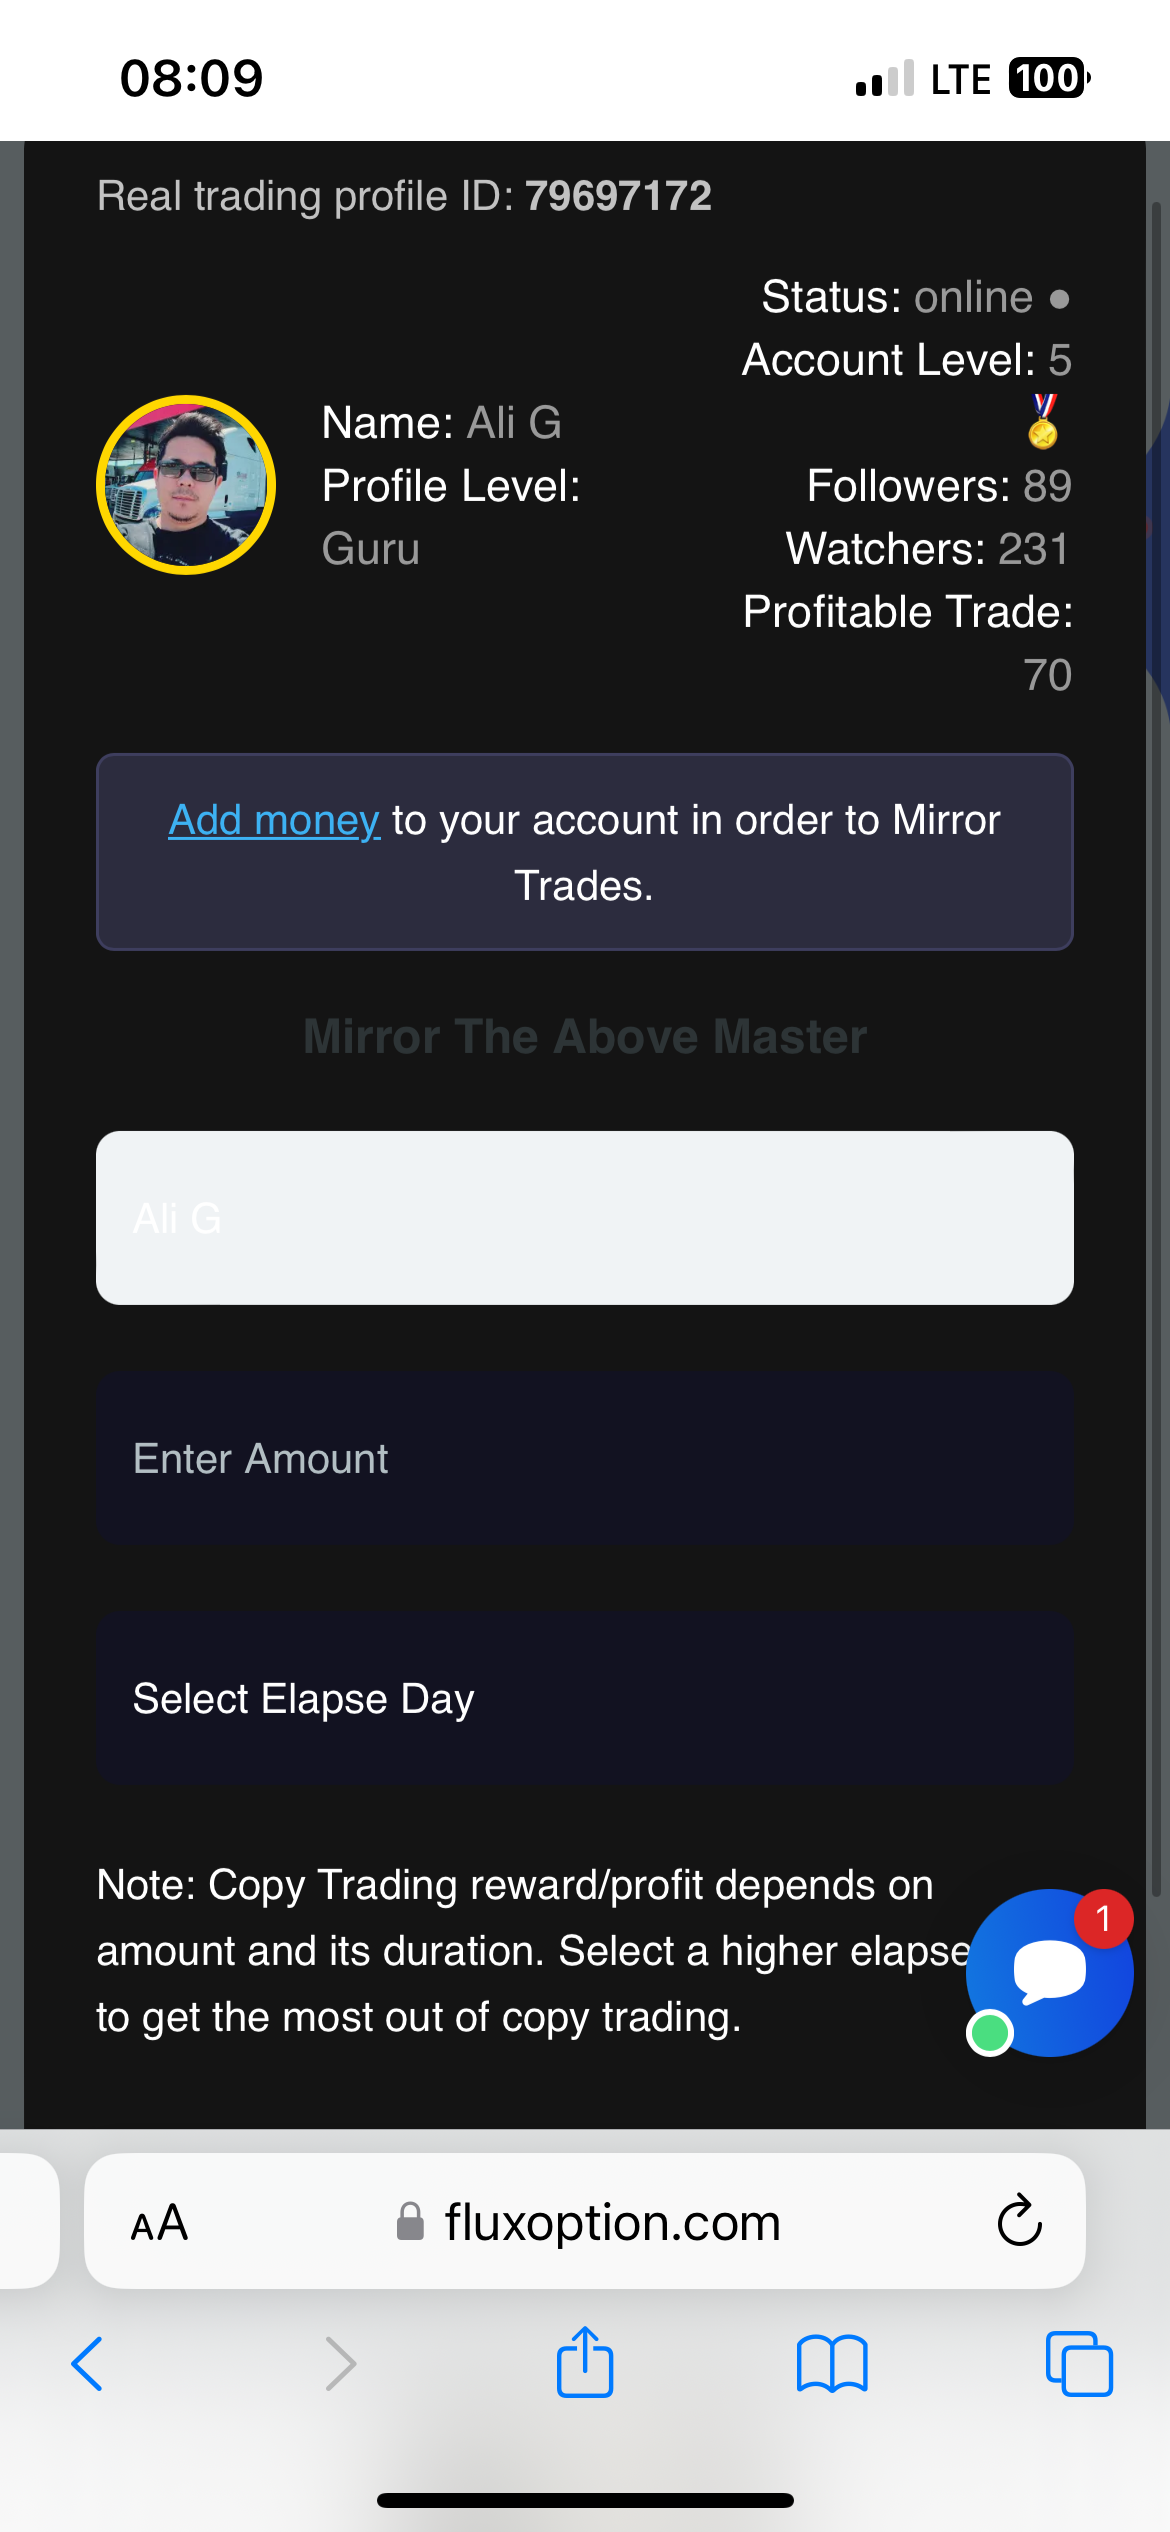 08:09
LTE 100
Real trading profile ID: 79697172
Status: online
Account Level: 5
Name: Ali G
Profile Level:
Guru
Followers: 89
Watchers: 231
Profitable Trade:
70
Add money to your account in order to Mirror
Trades.
Mirror The Above Master
Ali G
Enter Amount
Select Elapse Day
Note: Copy Trading reward/profit depends on
amount and its duration. Select a higher elapse
to get the most out of copy trading.
1
AA
fluxoption.com